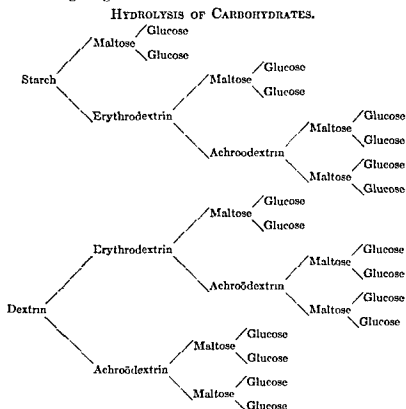 HYDROLYSIS OF CARBOHYDRATES.
Glucose
Maltose
Glucose
Starch
Maltose
Glucose
Glucose
Erythrodextrin
Achroodextrin
Maltose
Glucose
Glucose
Maltose
Glucose
Glucose
Maltose
Glucose
Glucose
Erythrodextrin
Achroödextrin
Maltose
Glucose
Glucose
Maltose
Glucose
Glucose
Dextrin
Maltose
Glucose
Glucose
Achroödextrin
Maltose
Glucose
Glucose